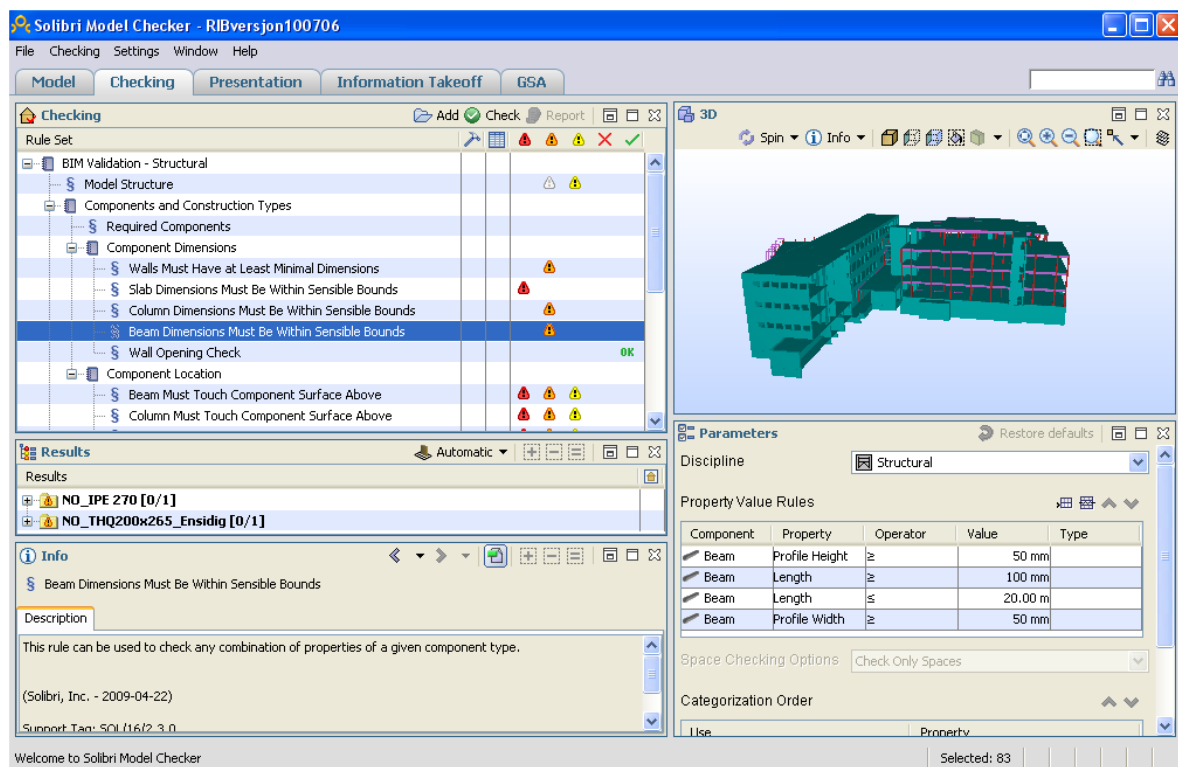 Solibri Model Checker - RIBversjon100706
File Checking Settings Window Help
Model Checking Presentation Information Takeoff GSA
Checking Add Check Report
Rule Set
BIM Validation - Structural
§ Model Structure
Components and Construction Types
§ Required Components
Component Dimensions
§ Walls Must Have at Least Minimal Dimensions
§ Slab Dimensions Must Be Within Sensible Bounds
§ Column Dimensions Must Be Within Sensible Bounds
§ Beam Dimensions Must Be Within Sensible Bounds
§ Wall Opening Check OK
Component Location
§ Beam Must Touch Component Surface Above
§ Column Must Touch Component Surface Above
Results Automatic
Results
NO_IPE 270 [0/1]
NO_THQ200x265_Ensidig [0/1]
Info
§ Beam Dimensions Must Be Within Sensible Bounds
Description
This rule can be used to check any combination of properties of a given component type.
(Solibri, Inc. - 2009-04-22)
Support Tag: SOL/16/2.3.0
3D
Spin Info
Parameters Restore defaults
Discipline Structural
Property Value Rules
Component Property Operator Value Type
Beam Profile Height ≥ 50 mm
Beam Length ≥ 100 mm
Beam Length ≤ 20.00 m
Beam Profile Width ≥ 50 mm
Space Checking Options Check Only Spaces
Categorization Order
Use Property
Welcome to Solibri Model Checker Selected: 83